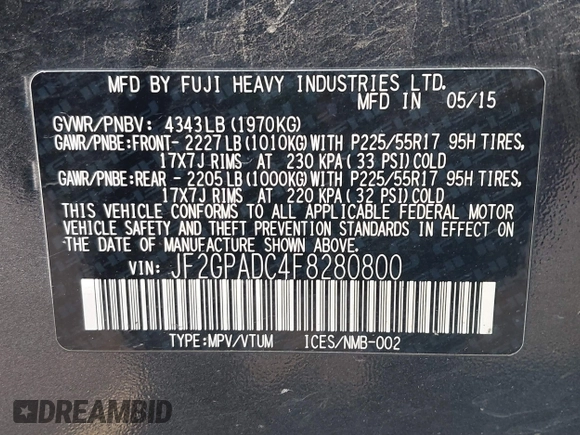 MFD BY FUJI HEAVY INDUSTRIES LTD.
MFD. IN 05/15
GVWR/PNBV: 4343LB(1970KG)
GAWR/PNBE:FRONT- 2227LB(1010KG)WITH P225/55R17 95H TIRES,
17X7J RIMS AT 230 KPA( 33 PSI)COLD
GAWR/PNBE:REAR - 2205LB(1000KG)WITH P225/55R17 95H TIRES,
17X7J RIMS AT 220 KPA( 32 PSI)COLD
THIS VEHICLE CONFORMS TO ALL APPLICABLE FEDERAL MOTOR
VEHICLE SAFETY AND THEFT PREVENTION STANDARDS IN EFFECT
ON THE DATE OF MANUFACTURE SHOWN ABOVE.
VIN: JF2GPADC4F8280800
TYPE:MPV/VTUM ICES/NMB-002
DREAMBID